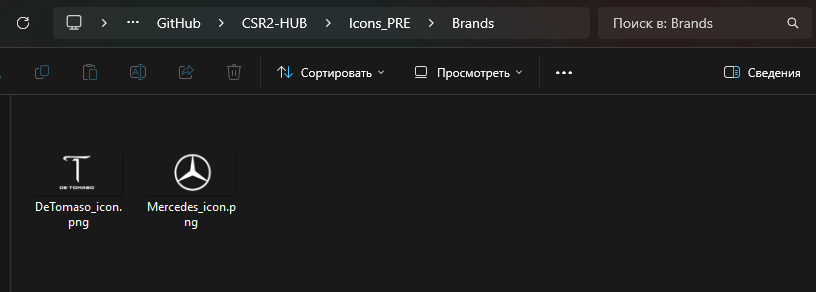 GitHub > CSR2-HUB > Icons_PRE > Brands
Поиск в: Brands
Сортировать Просмотреть Сведения
DE TOMASO
DeTomaso_icon.
png
Mercedes_icon.p
ng